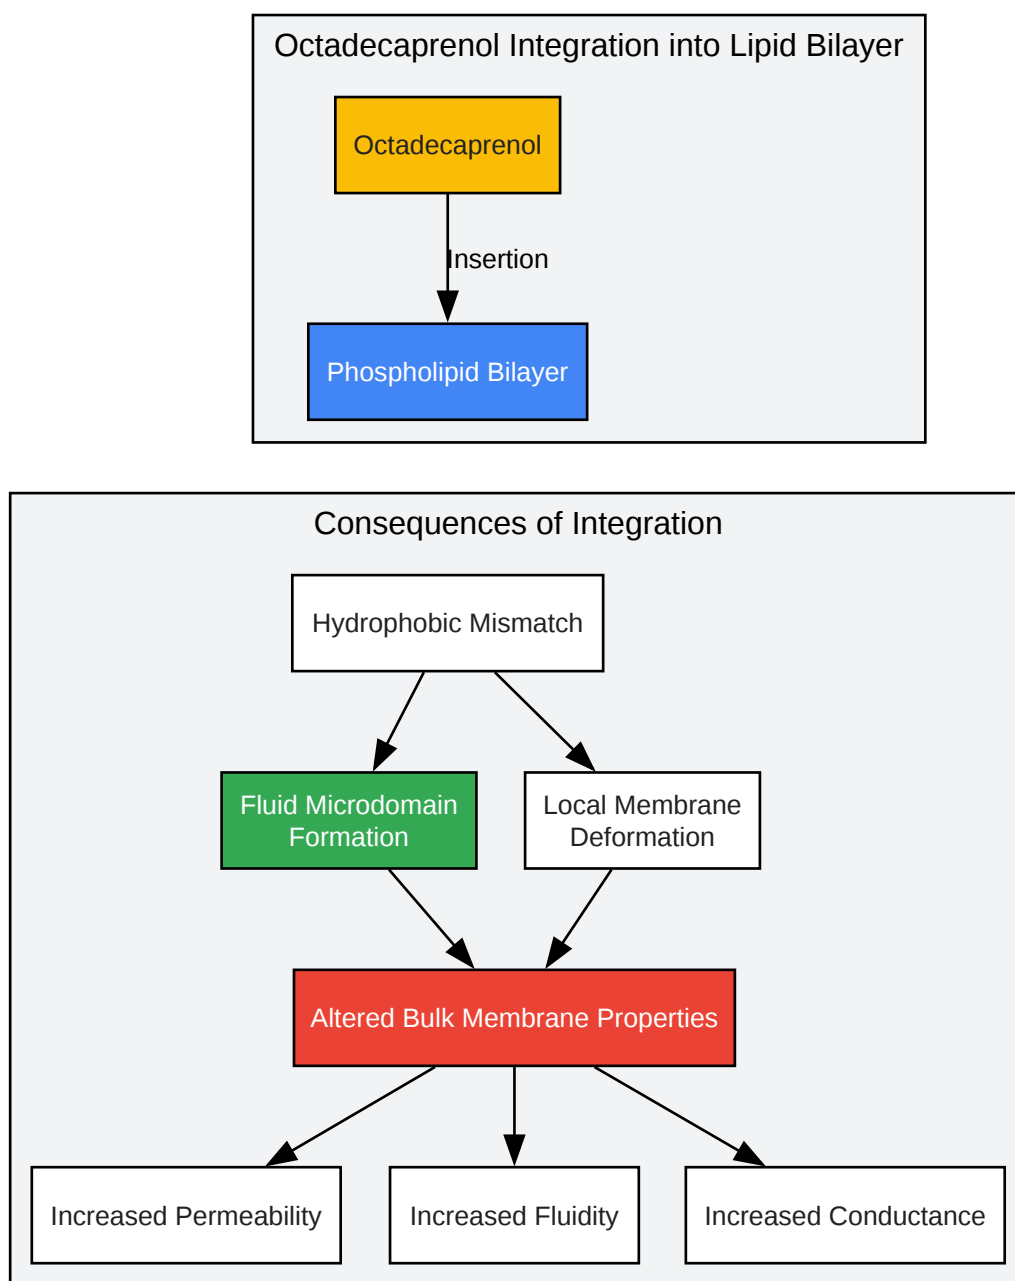 Octadecaprenol Integration into Lipid Bilayer
Octadecaprenol
Insertion
Phospholipid Bilayer
Consequences of Integration
Hydrophobic Mismatch
Fluid Microdomain
Formation
Local Membrane
Deformation
Altered Bulk Membrane Properties
Increased Permeability
Increased Fluidity
Increased Conductance